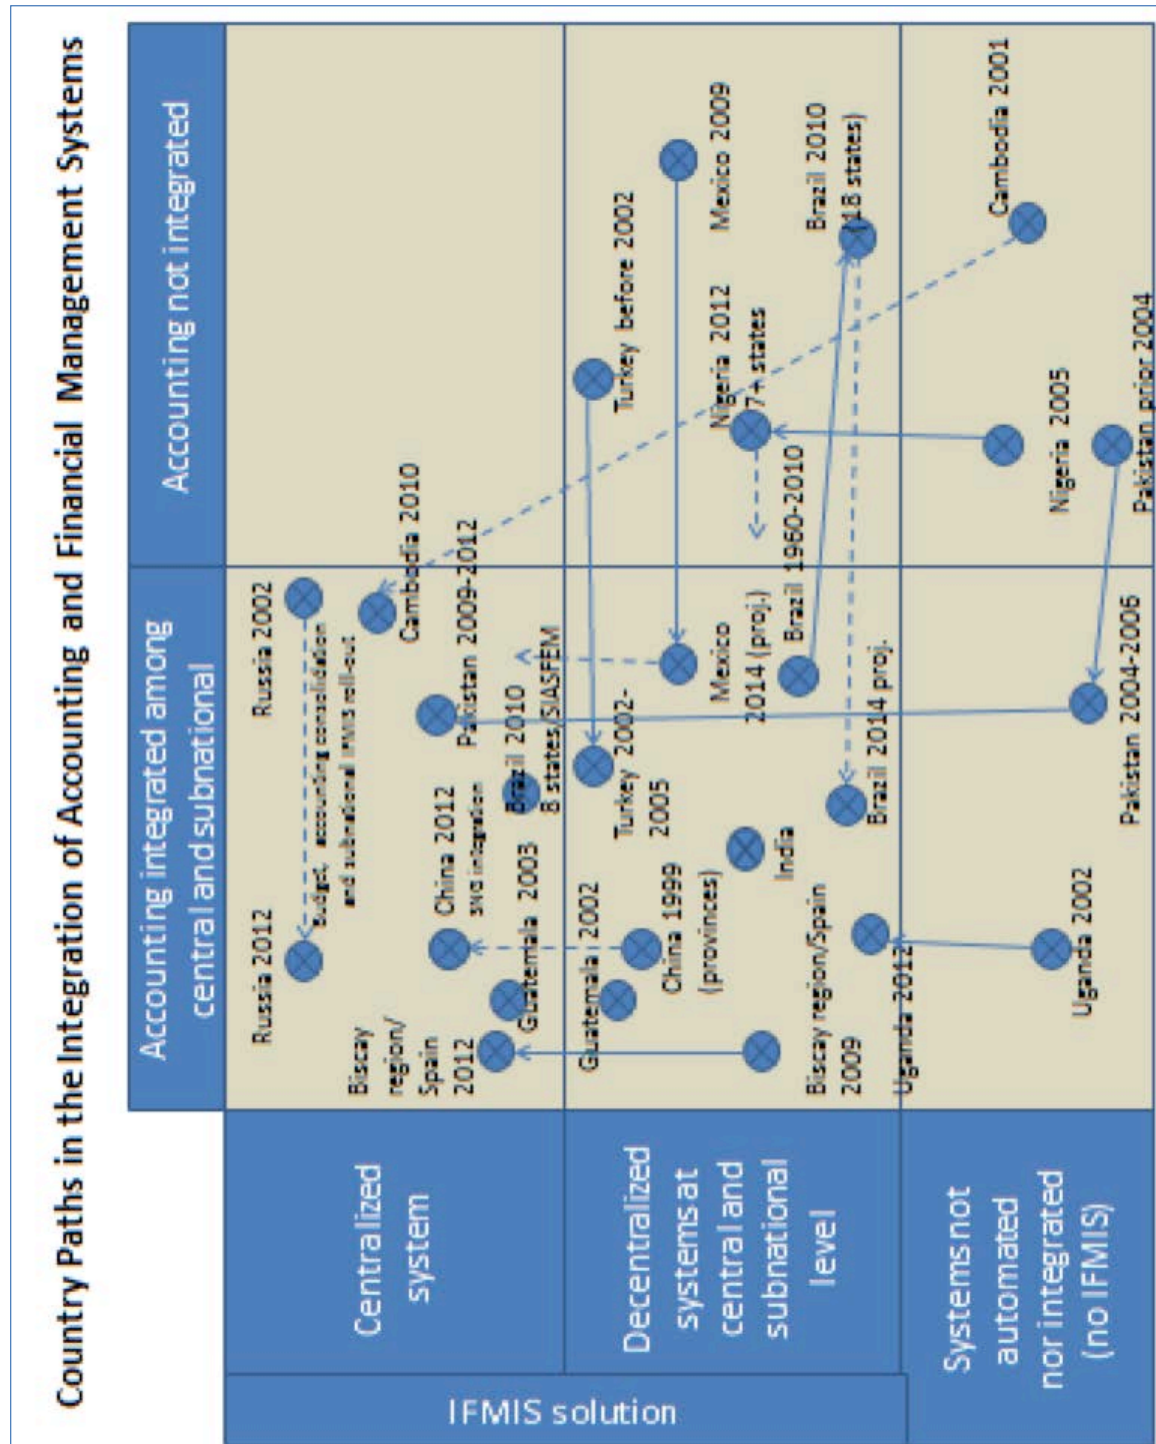 Country Paths in the Integration of Accounting and Financial Management Systems
Accounting integrated among
central and subnational
Accounting not integrated
IFMIS solution
Centralized
system
Russia 2012
Russia 2002
Budget, accounting consolidation
and subnational IFMIS roll-out
Biscay
region/
Spain
2012
Guatemala 2003
China 2012
SNG integration
Brazil 2010
8 states/SIASFEM
Pakistan 2009-2012
Cambodia 2010
Decentralized
systems at
central and
subnational
level
Guatemala 2002
China 1999
(provinces)
Turkey 2002-
2005
Turkey before 2002
Mexico
2014 (proj.)
Mexico 2009
Biscay region/Spain
2009
India
Brazil 1960-2010
Nigeria 2012
7+ states
Brazil 2010
(18 states)
Uganda 2012
Brazil 2014 proj.
Systems not
automated
nor integrated
(no IFMIS)
Uganda 2002
Pakistan 2004-2006
Nigeria 2005
Pakistan prior 2004
Cambodia 2001